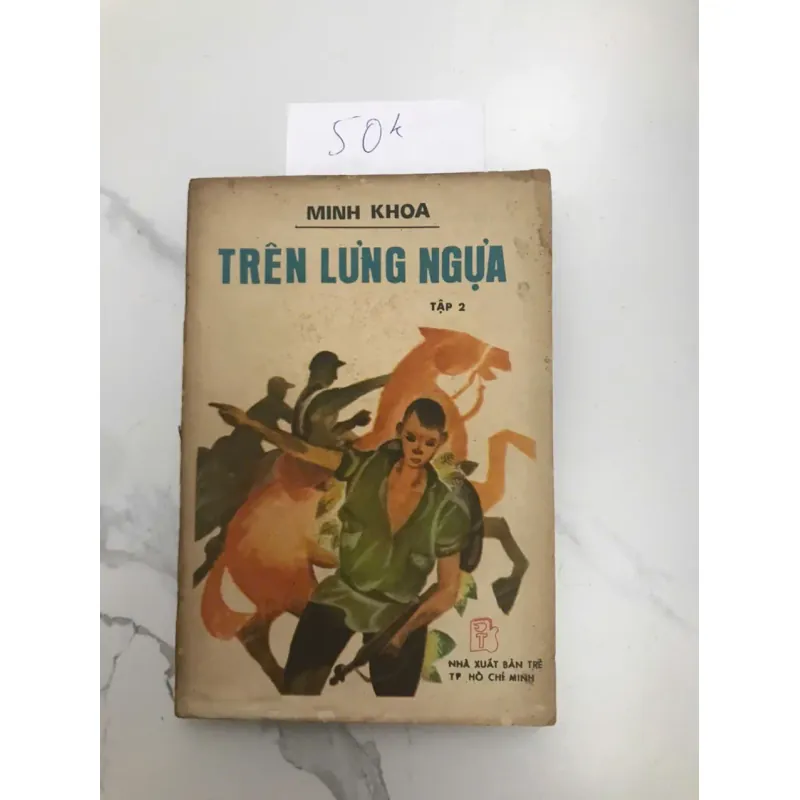 50k
MINH KHOA
TRÊN LƯNG NGỰA
TẬP 2
NHÀ XUẤT BẢN TRẺ
TP HỒ CHÍ MINH